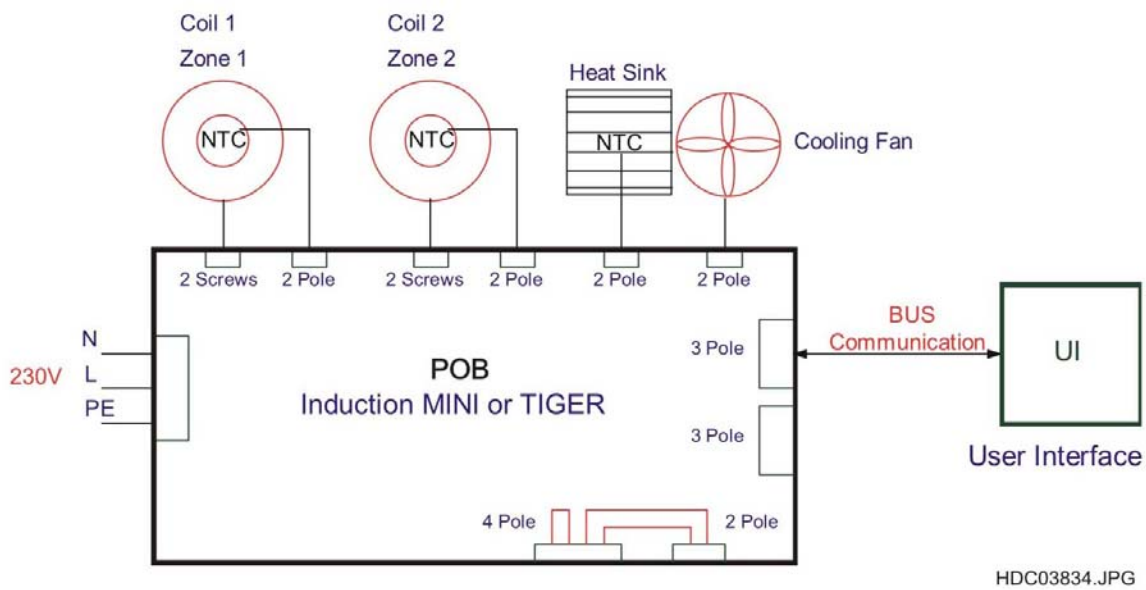 Coil 1
Zone 1
Coil 2
Zone 2
Heat Sink
NTC
NTC
NTC
Cooling Fan
2 Screws
2 Pole
2 Screws
2 Pole
2 Pole
2 Pole
N
230V
L
PE
POB
Induction MINI or TIGER
3 Pole
3 Pole
BUS
Communication
UI
User Interface
4 Pole
2 Pole
HDC03834.JPG